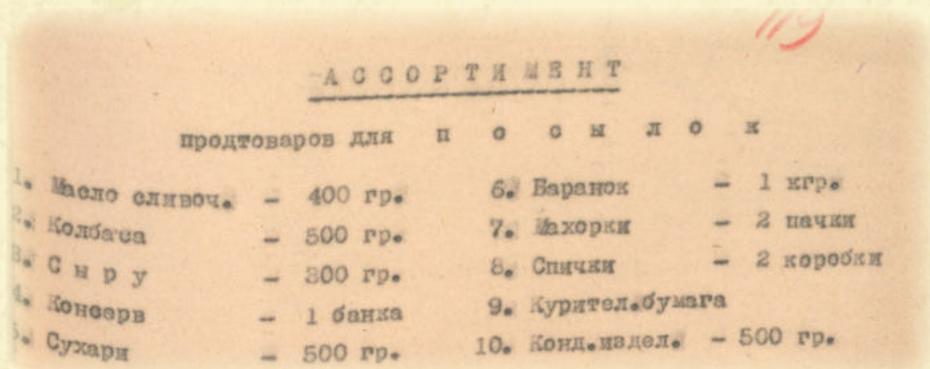 119
АССОРТИМЕНТ
продтоваров для посылок
1. Масло сливоч. - 400 гр.
2. Колбаса - 500 гр.
3. Сыру - 300 гр.
4. Консерв - 1 банка
5. Сухари - 500 гр.
6. Баранок - 1 кгр.
7. Махорки - 2 пачки
8. Спички - 2 коробки
9. Курител.бумага
10. Конд.издел. - 500 гр.